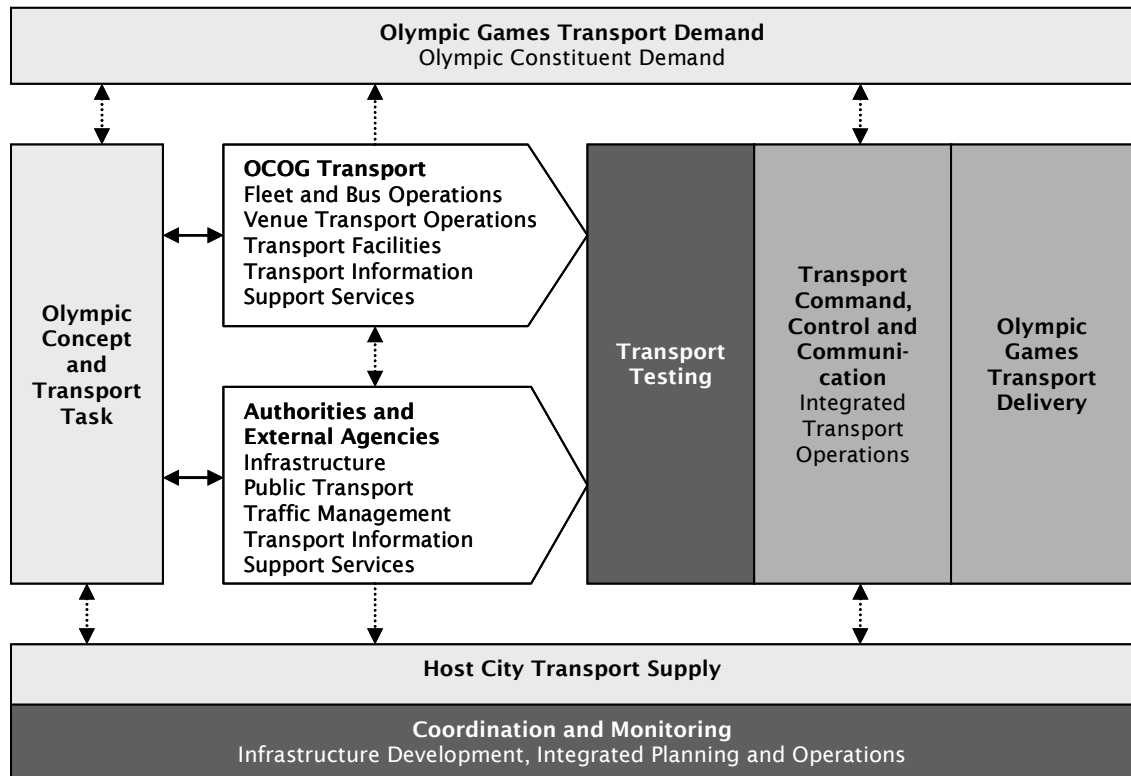 Olympic Games Transport Demand
Olympic Constituent Demand
Olympic
Concept
and
Transport
Task
OCOG Transport
Fleet and Bus Operations
Venue Transport Operations
Transport Facilities
Transport Information
Support Services
Authorities and
External Agencies
Infrastructure
Public Transport
Traffic Management
Transport Information
Support Services
Transport
Testing
Transport
Command,
Control and
Communi-
cation
Integrated
Transport
Operations
Olympic
Games
Transport
Delivery
Host City Transport Supply
Coordination and Monitoring
Infrastructure Development, Integrated Planning and Operations